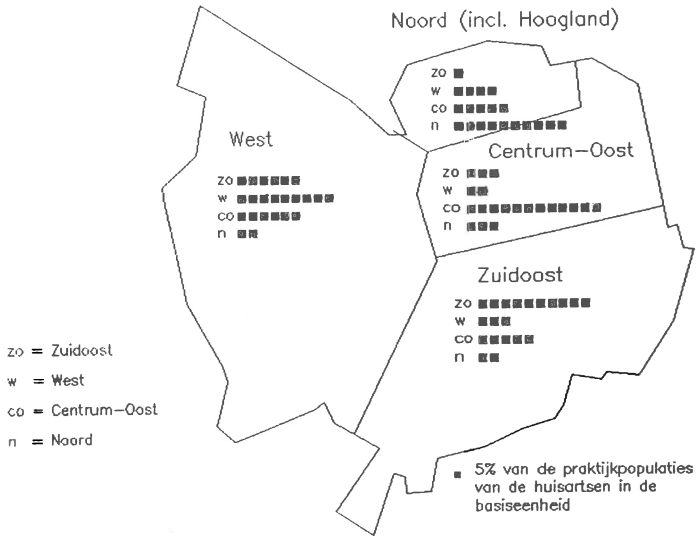 Noord (incl. Hoogland)
zo
w
co
n
West
zo
w
co
n
Centrum-Oost
zo
w
co
n
Zuidoost
zo
w
co
n
zo = Zuidoost
w = West
co = Centrum-Oost
n = Noord
5% van de praktijkpopulaties
van de huisartsen in de
basiseenheid